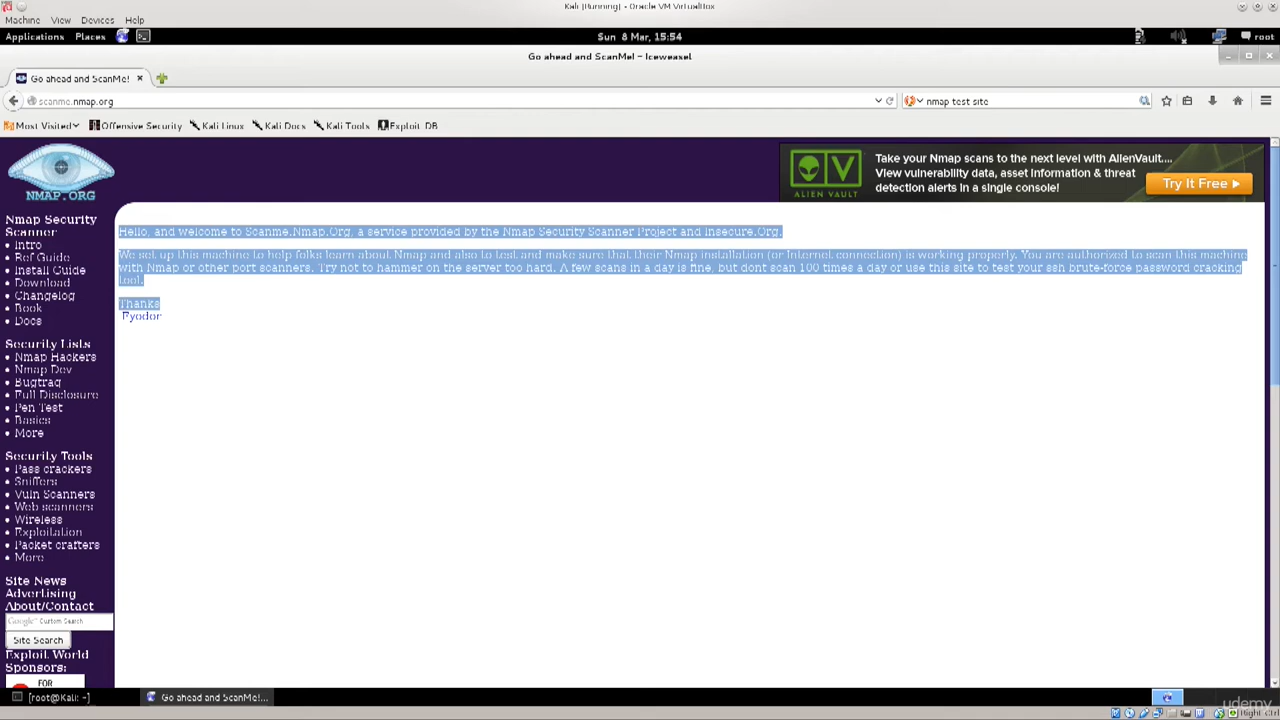 Kali [Running] - Oracle VM VirtualBox
Machine View Devices Help
Applications Places Sun 8 Mar, 15:54 root
Go ahead and ScanMe! - Iceweasel
Go ahead and ScanMe!
scanme.nmap.org nmap test site
Most Visited Offensive Security Kali Linux Kali Docs Kali Tools Exploit-DB
NMAP.ORG
ALIEN VAULT
Take your Nmap scans to the next level with AlienVault....
View vulnerability data, asset information & threat
detection alerts in a single console!
Try It Free
Nmap Security
Scanner
Intro
Ref Guide
Install Guide
Download
Changelog
Book
Docs
Security Lists
Nmap Hackers
Nmap Dev
Bugtraq
Full Disclosure
Pen Test
Basics
More
Security Tools
Pass crackers
Sniffers
Vuln Scanners
Web scanners
Wireless
Exploitation
Packet crafters
More
Site News
Advertising
About/Contact
Google Custom Search
Site Search
Exploit World
Sponsors:
FOR
Hello, and welcome to Scanme.Nmap.Org, a service provided by the Nmap Security Scanner Project and Insecure.Org.
We set up this machine to help folks learn about Nmap and also to test and make sure that their Nmap installation (or Internet connection) is working properly. You are authorized to scan this machine
with Nmap or other port scanners. Try not to hammer on the server too hard. A few scans in a day is fine, but dont scan 100 times a day or use this site to test your ssh brute-force password cracking
tool.
Thanks
Fyodor
[root@Kali: ~] Go ahead and ScanMe!...
udemy
Right Ctrl